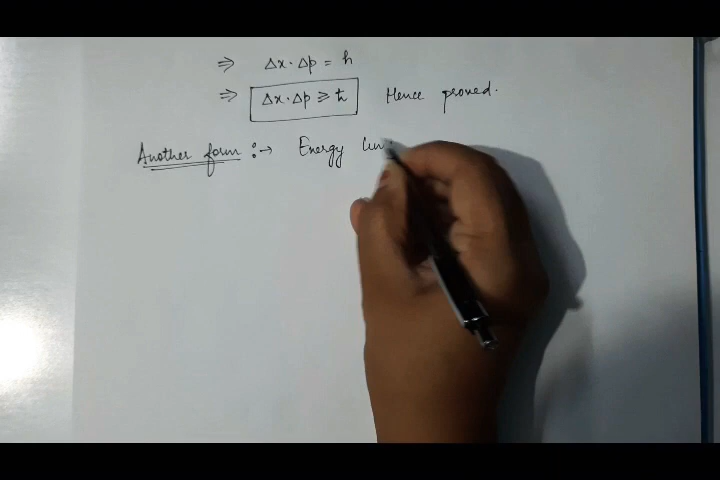 ⇒ Δx·Δp = h
⇒ Δx·Δp ≥ ħ Hence proved.
Another form :→ Energy